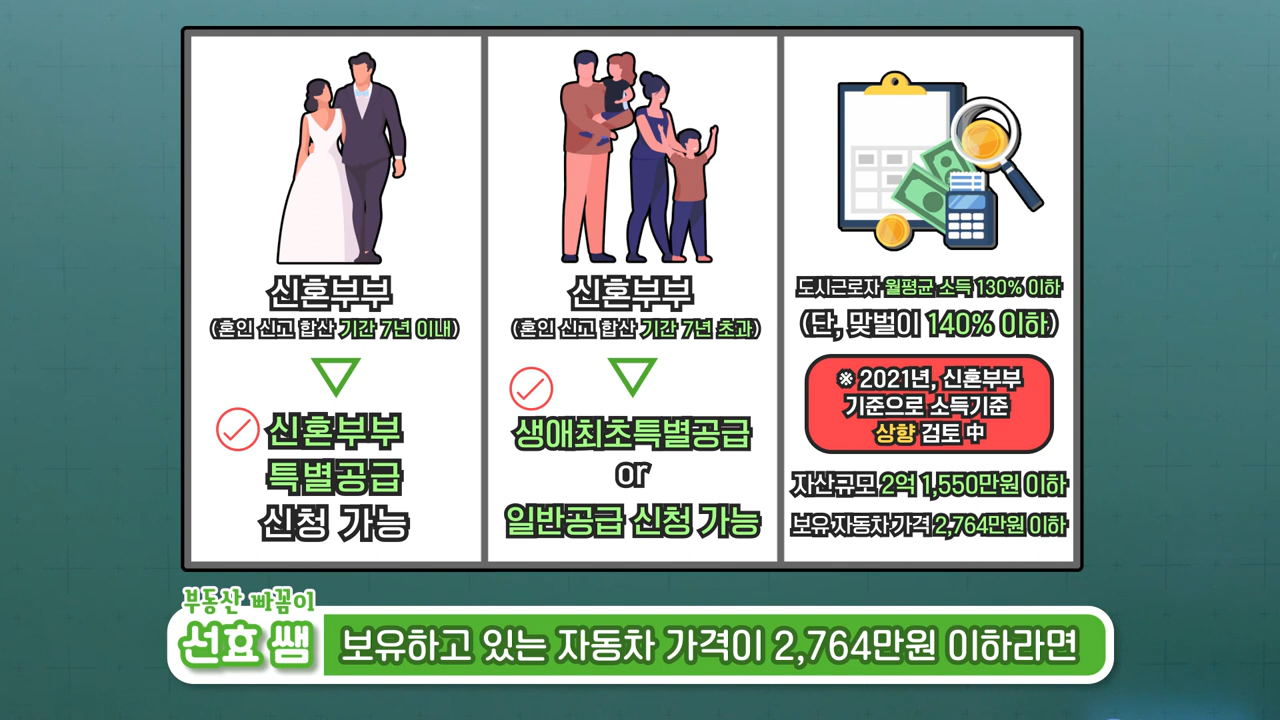 신혼부부
(혼인 신고 합산 기간 7년 이내)
신혼부부
특별공급
신청 가능
신혼부부
(혼인 신고 합산 기간 7년 초과)
생애최초특별공급
or
일반공급 신청 가능
도시근로자 월평균 소득 130% 이하
(단, 맞벌이 140% 이하)
※ 2021년, 신혼부부
기준으로 소득기준
상향 검토 中
자산규모 2억 1,550만원 이하
보유 자동차 가격 2,764만원 이하
부동산 빠꼼이
선효 쌤
보유하고 있는 자동차 가격이 2,764만원 이하라면